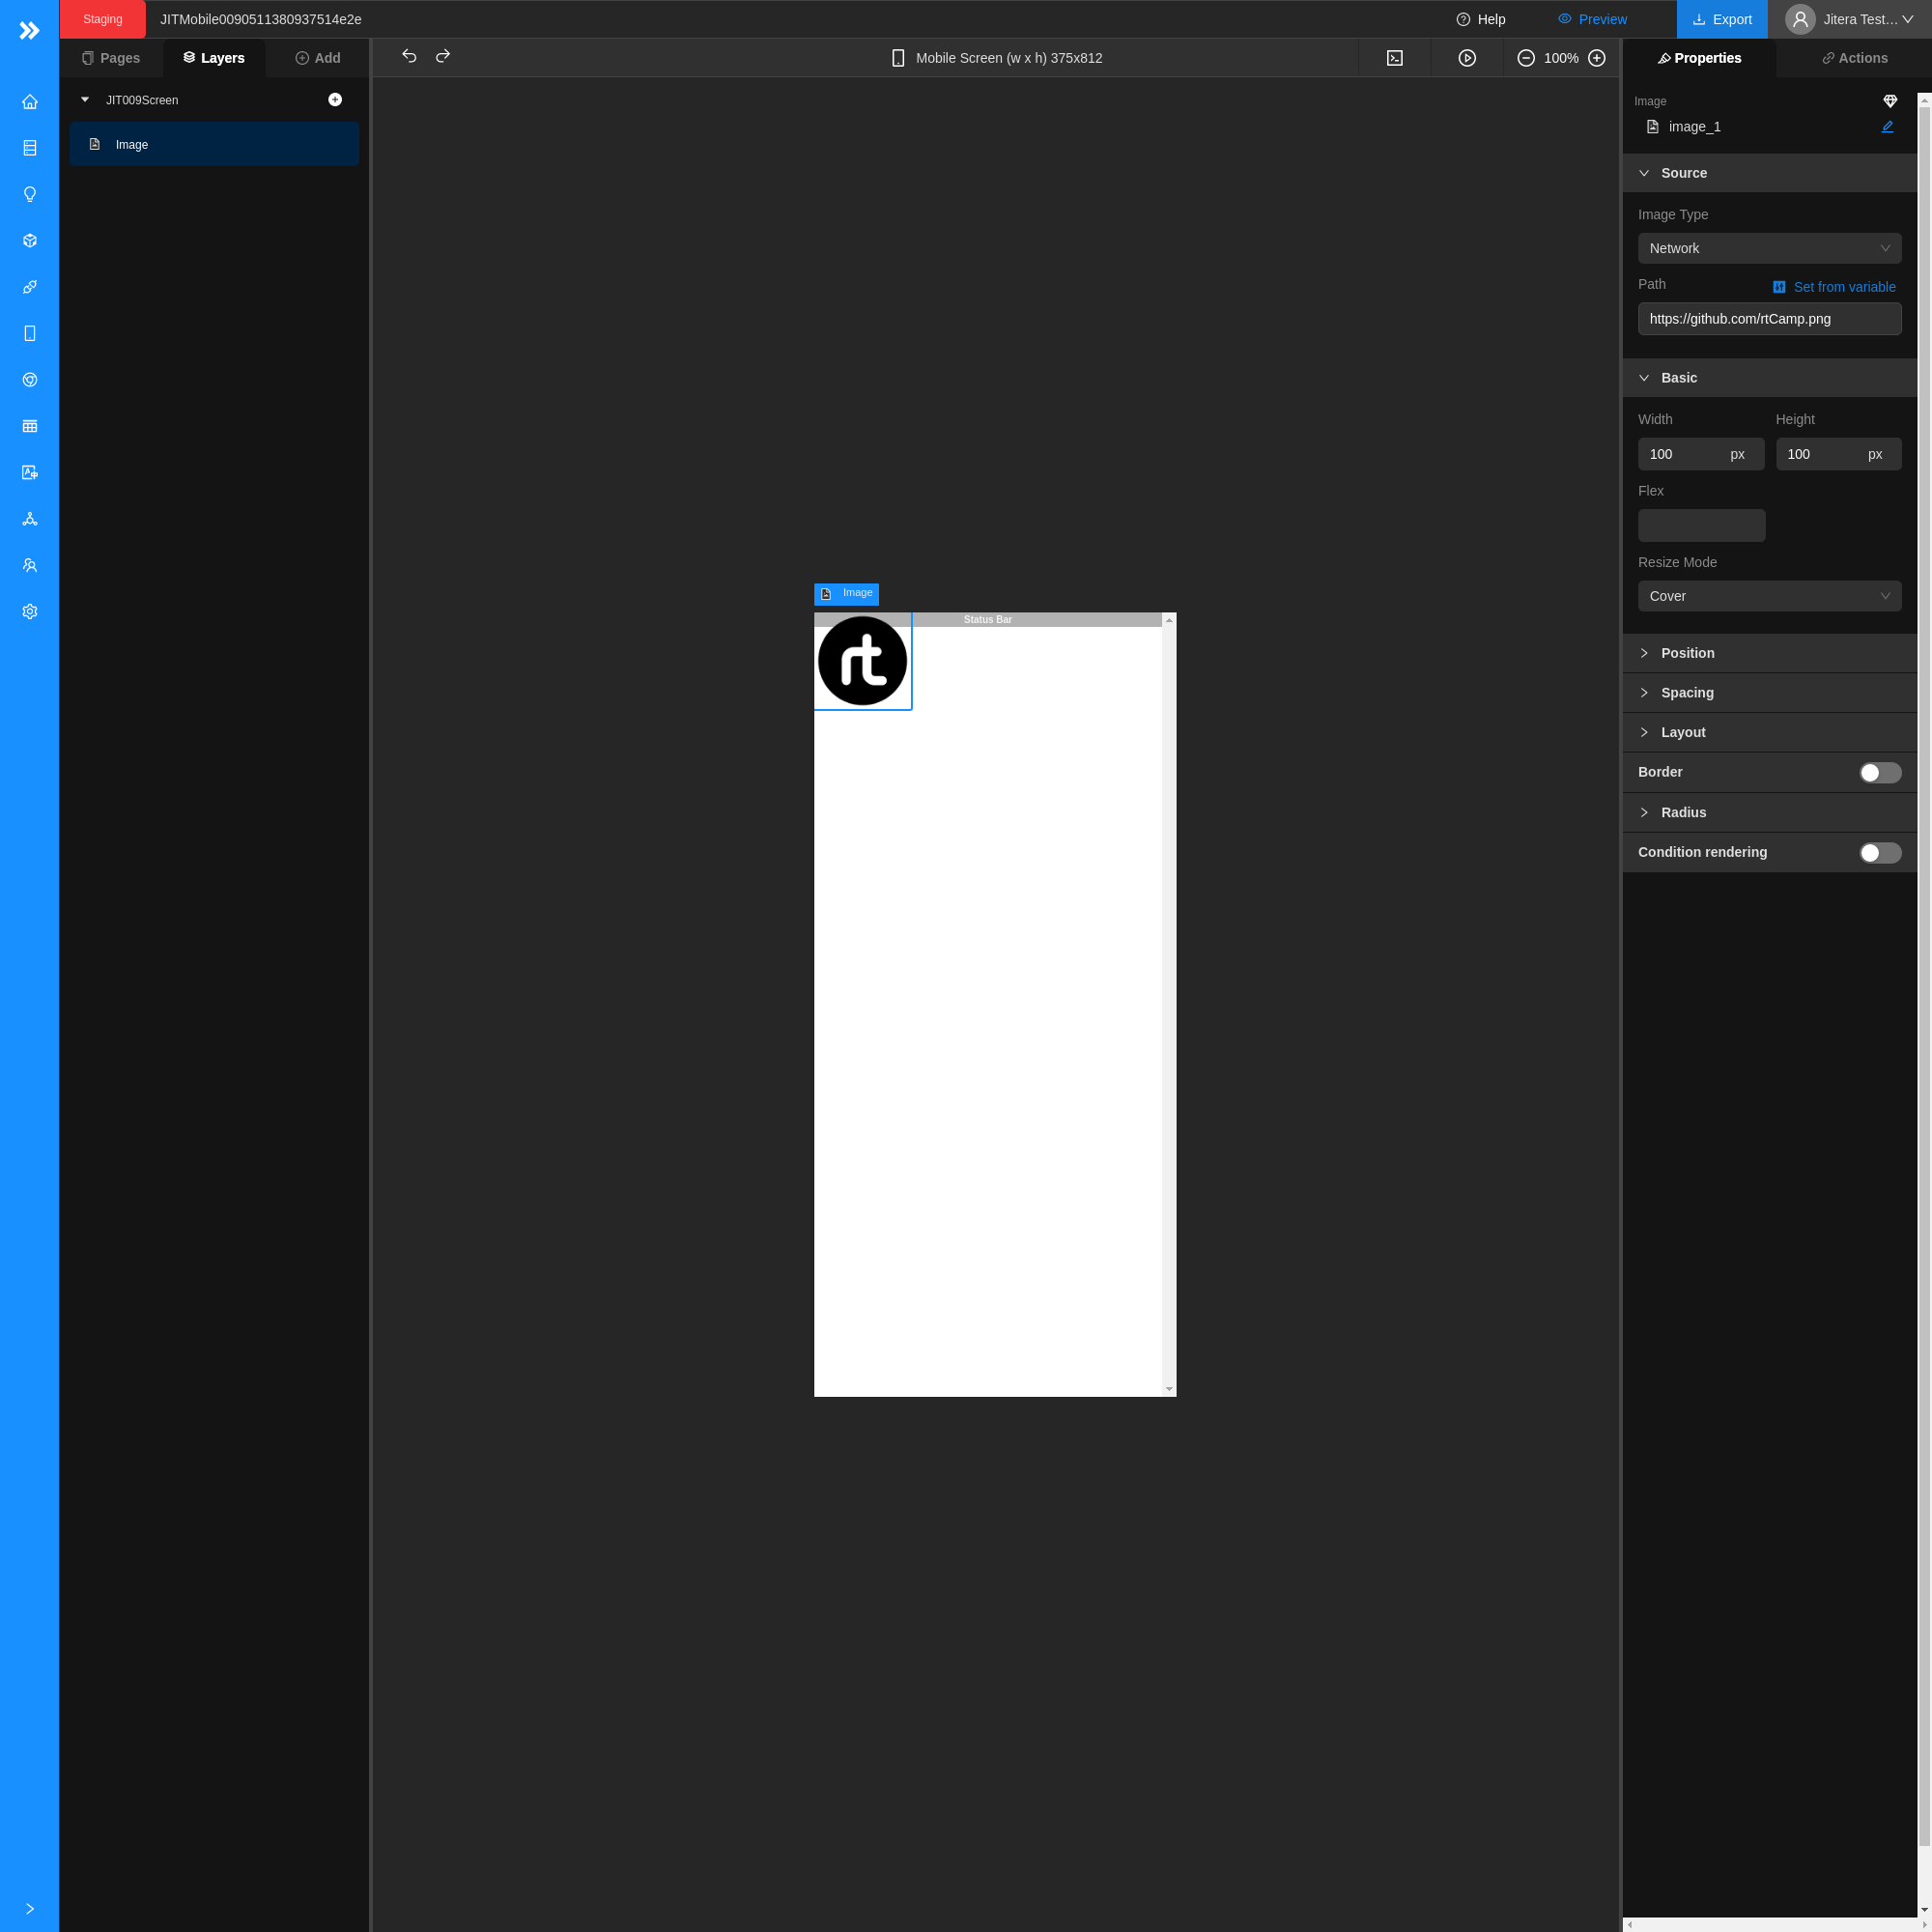 Staging
JITMobile0090511380937514e2e
Help
Preview
Export
Jitera Test…
Pages
Layers
Add
Mobile Screen (w x h) 375x812
100%
Properties
Actions
JIT009Screen
Image
Image
image_1
Source
Image Type
Network
Path
Set from variable
https://github.com/rtCamp.png
Basic
Width
Height
100 px
100 px
Flex
Resize Mode
Cover
Position
Spacing
Layout
Border
Radius
Condition rendering
Image
Status Bar
rt